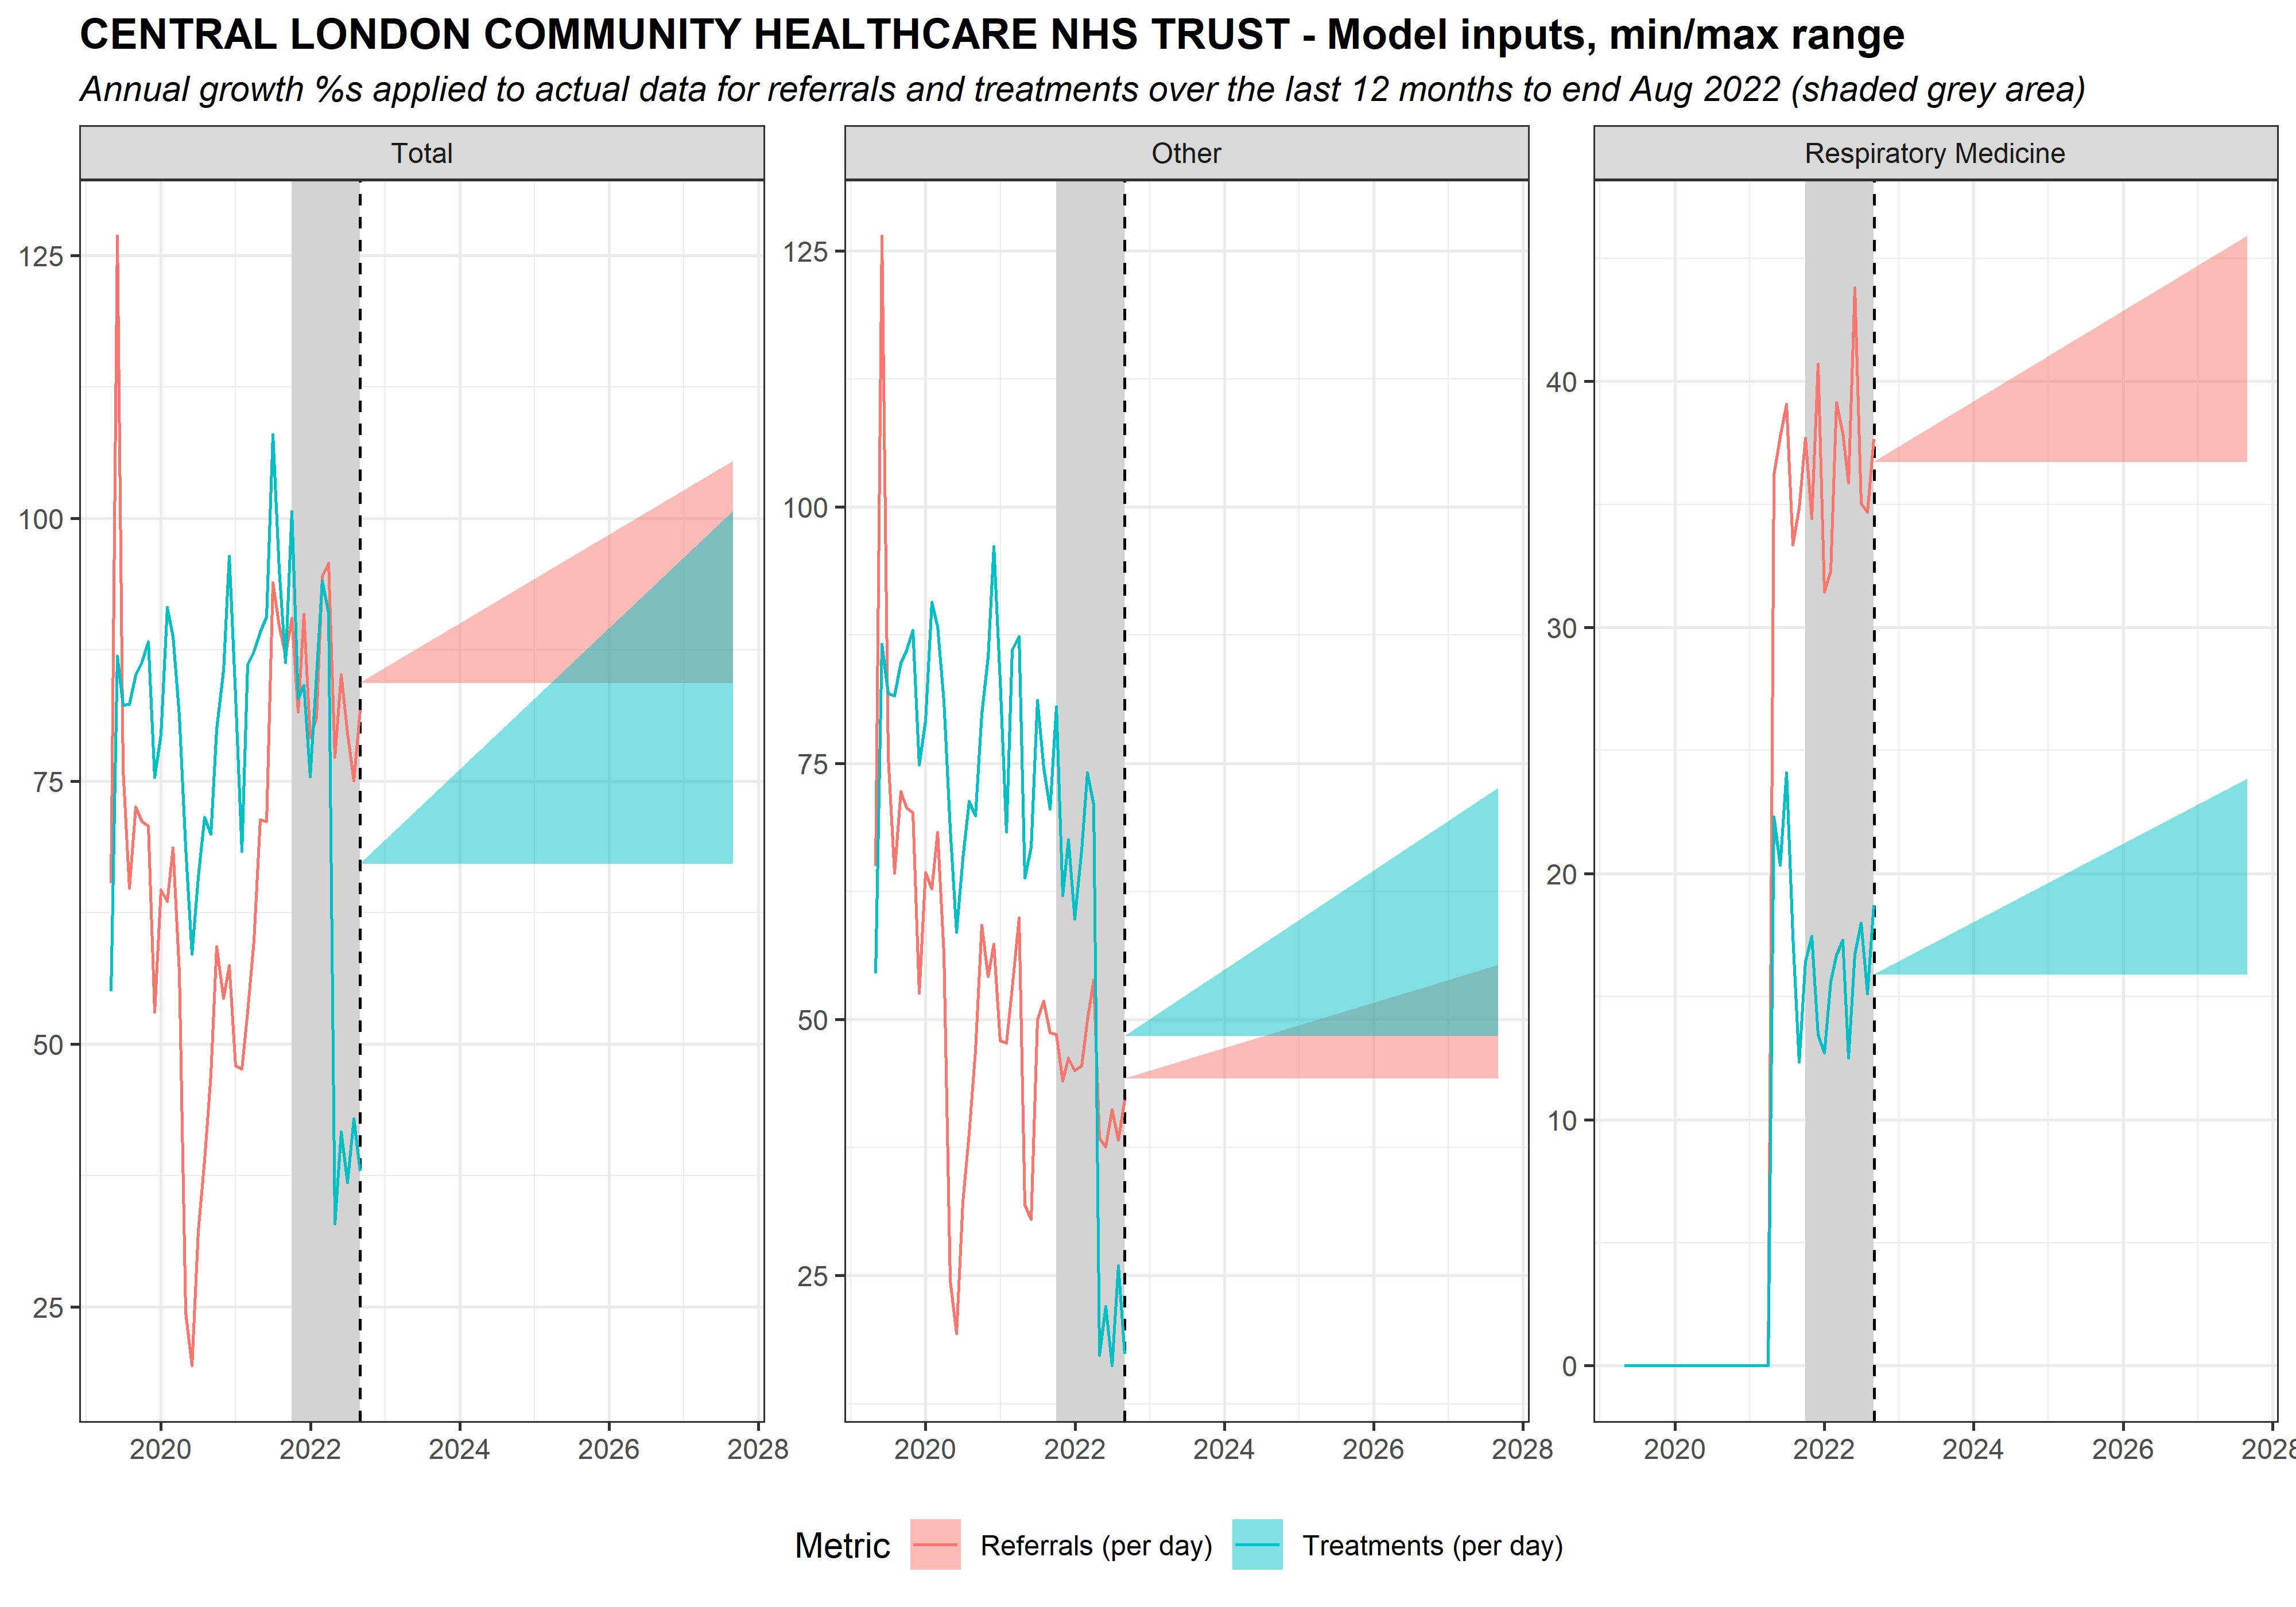 CENTRAL LONDON COMMUNITY HEALTHCARE NHS TRUST - Model inputs, min/max range
Annual growth %s applied to actual data for referrals and treatments over the last 12 months to end Aug 2022 (shaded grey area)
Total
Other
Respiratory Medicine
125
100
75
50
25
125
100
75
50
25
40
30
20
10
0
2020 2022 2024 2026 2028
2020 2022 2024 2026 2028
2020 2022 2024 2026 2028
Metric Referrals (per day) Treatments (per day)